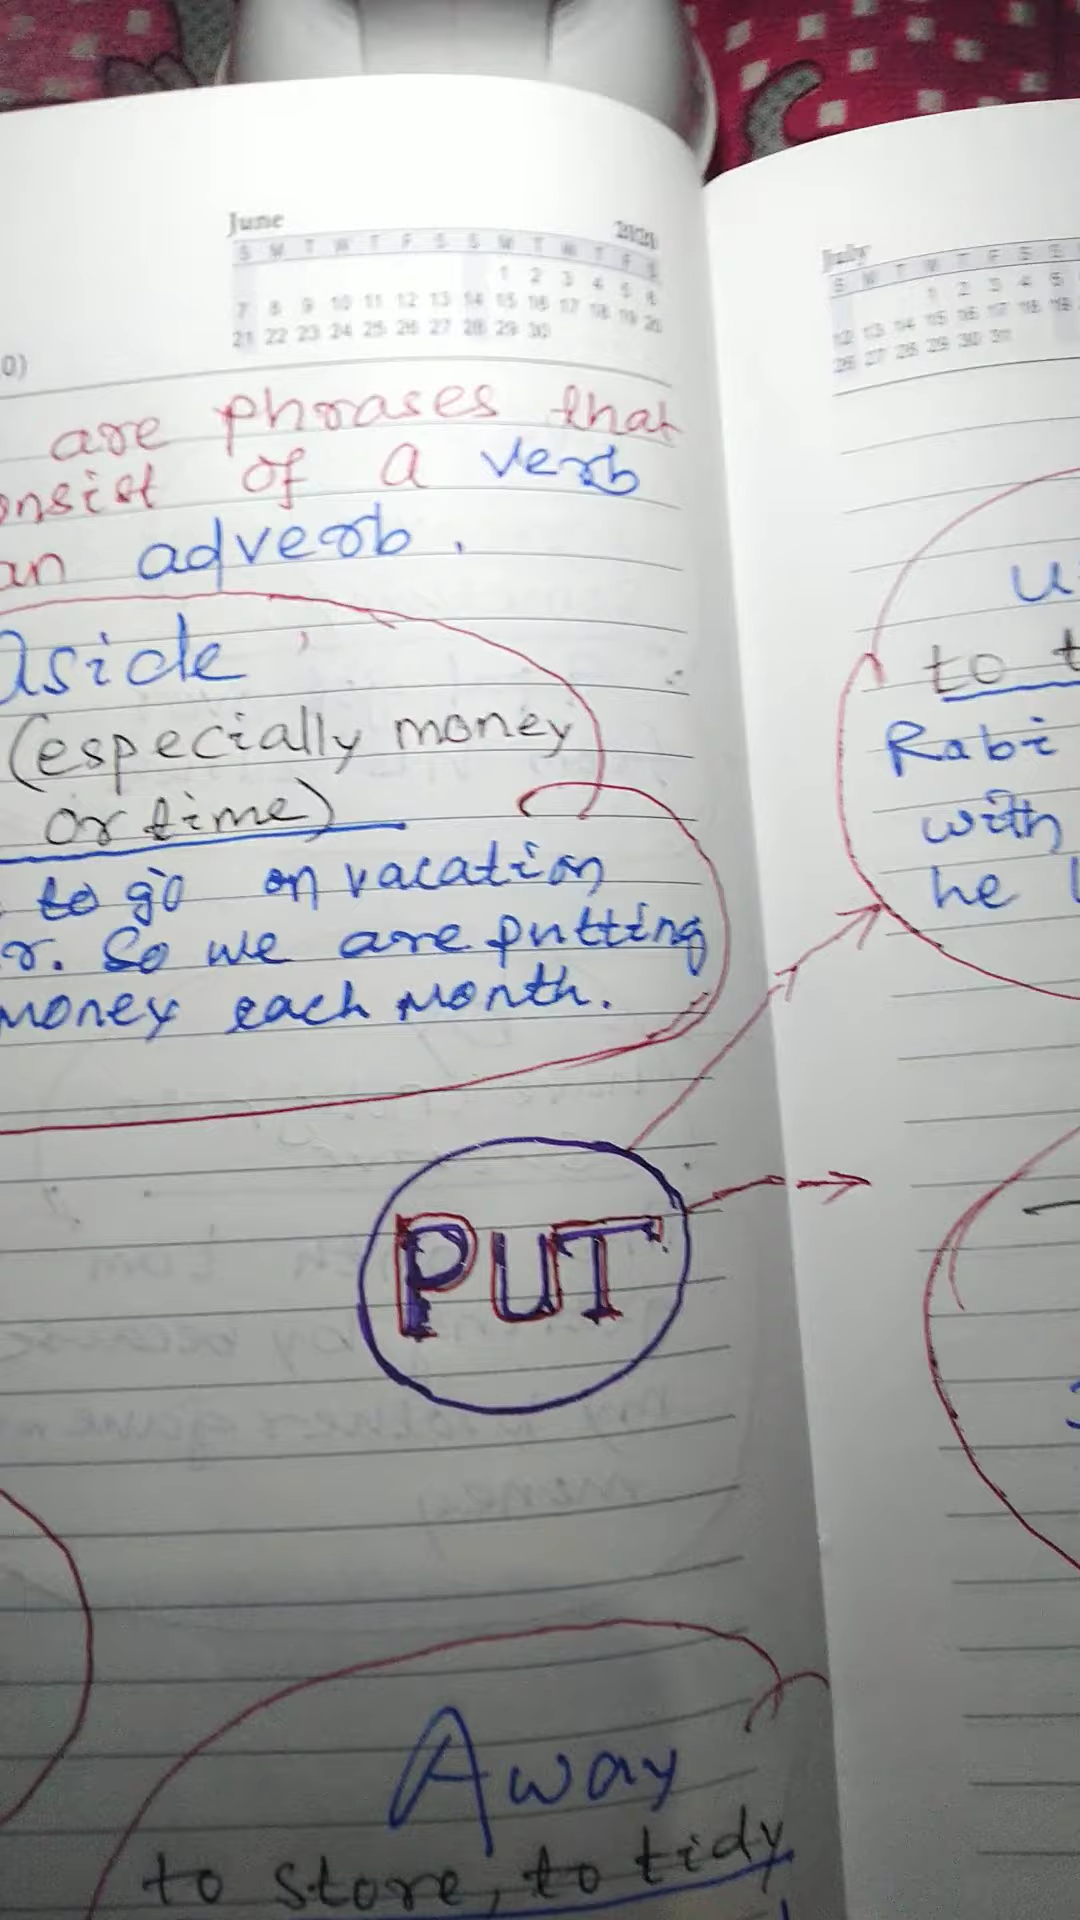 June 2020
S M T W T F S S M T W T F S
1 2 3 4 5 6
7 8 9 10 11 12 13 14 15 16 17 18 19 20
21 22 23 24 25 26 27 28 29 30
0)
are phrases that
onsist of a verb
an adverb.
Aside
(especially money
or time)
to go on vacation
r. So we are putting
money each month.
PUT
Away
to store, to tidy
July
S M T W T F S S
1 2 3 4 5
12 13 14 15 16 17 18 19
26 27 28 29 30 31
to t
Rabi
with
he